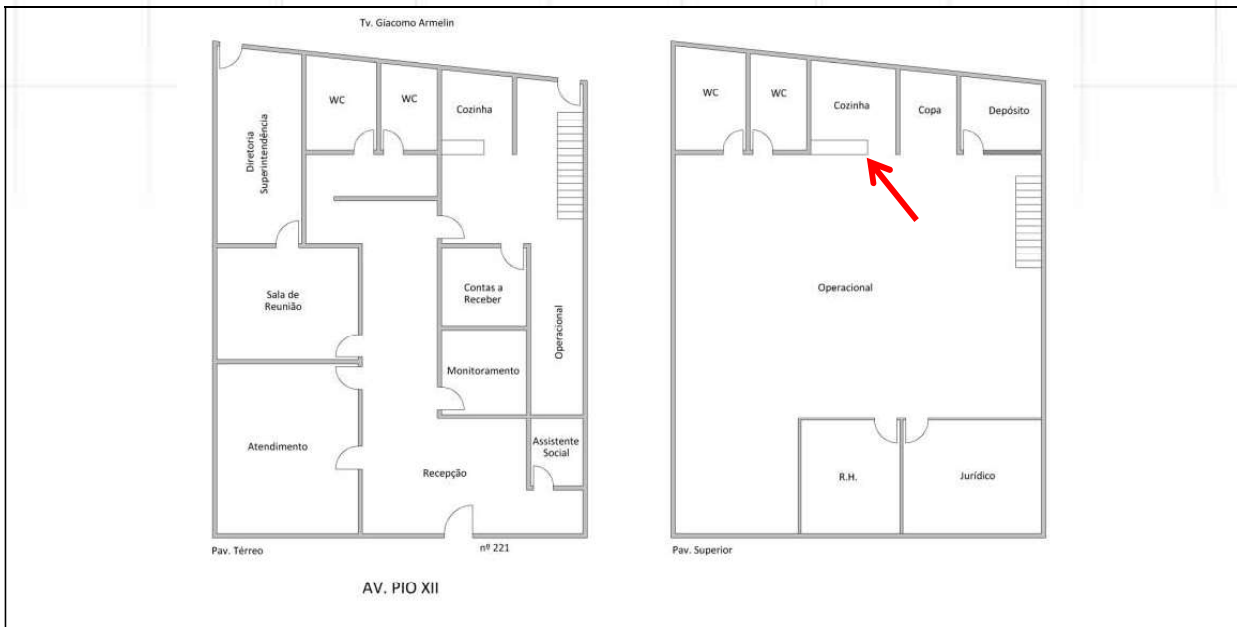 Tv. Giacomo Armelin
WC
WC
Cozinha
Diretoria
Superintendência
Sala de
Reunião
Contas a
Receber
Operacional
Monitoramento
Atendimento
Assistente
Social
Recepção
Pav. Térreo
nº 221
AV. PIO XII
WC
WC
Cozinha
Copa
Depósito
Operacional
R.H.
Jurídico
Pav. Superior